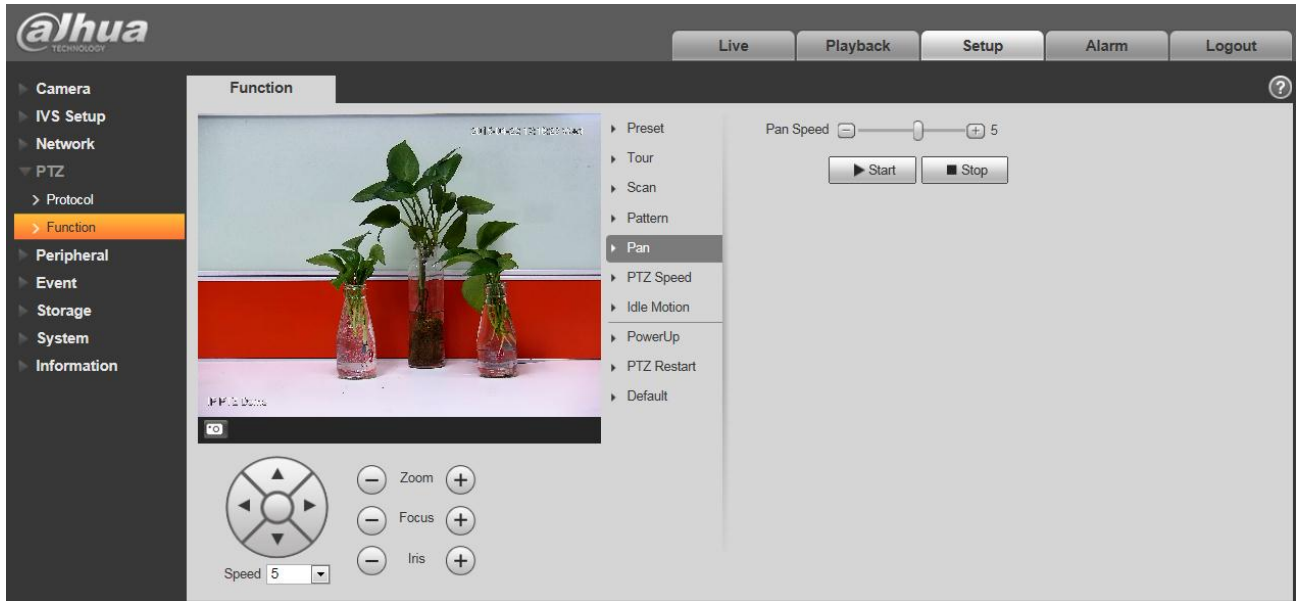 alhua
TECHNOLOGY
Live
Playback
Setup
Alarm
Logout
Camera
IVS Setup
Network
PTZ
Protocol
Function
Peripheral
Event
Storage
System
Information
Function
Preset
Tour
Scan
Pattern
Pan
PTZ Speed
Idle Motion
PowerUp
PTZ Restart
Default
Pan Speed 5
Start Stop
Zoom
Focus
Iris
Speed 5